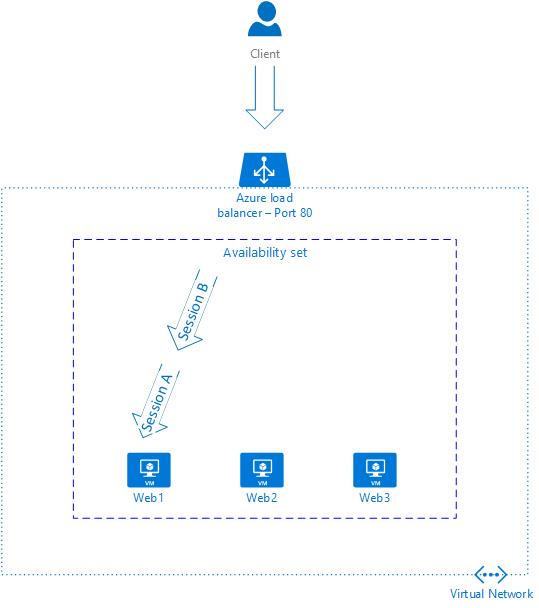 Client
Azure load
balancer – Port 80
Availability set
Session B
Session A
VM
VM
VM
Web1
Web2
Web3
Virtual Network